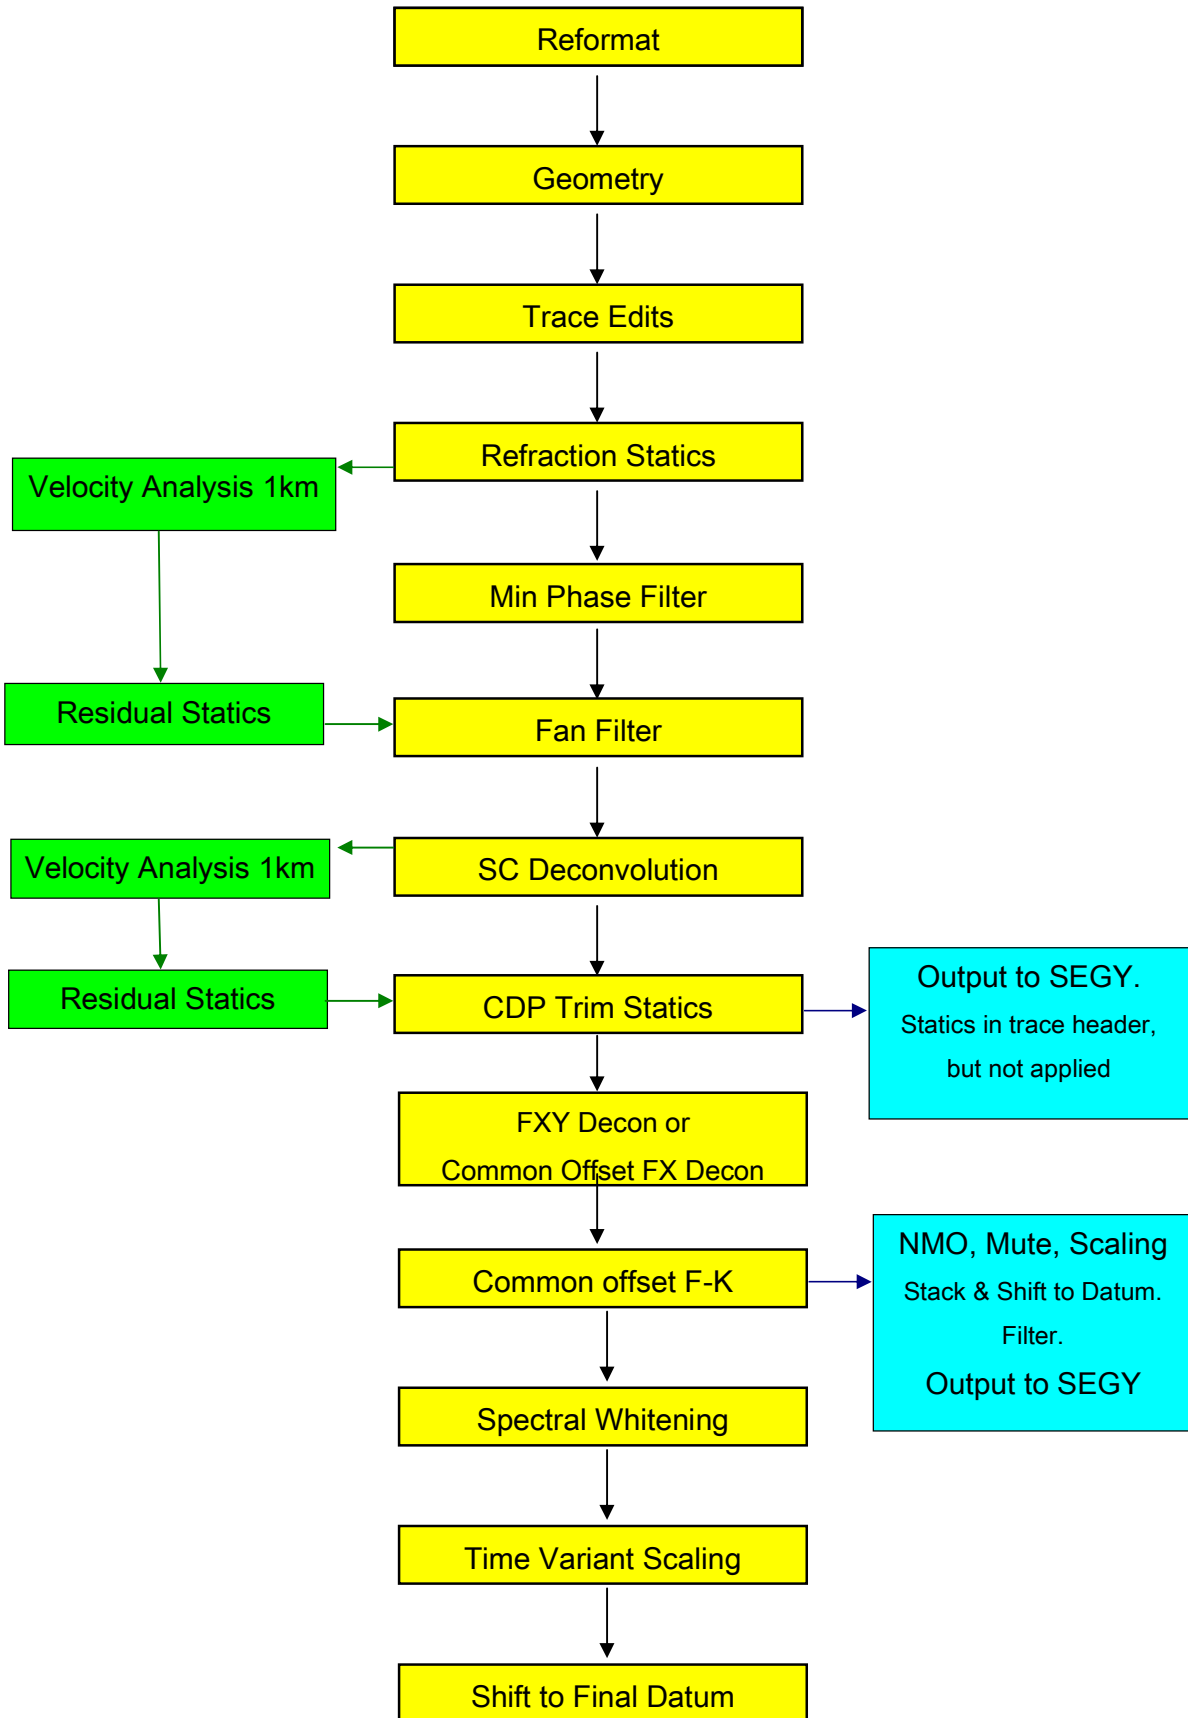 Reformat
Geometry
Trace Edits
Refraction Statics
Velocity Analysis 1km
Min Phase Filter
Residual Statics
Fan Filter
SC Deconvolution
Velocity Analysis 1km
Residual Statics
CDP Trim Statics
Output to SEGY.
Statics in trace header,
but not applied
FXY Decon or
Common Offset FX Decon
Common offset F-K
NMO, Mute, Scaling
Stack & Shift to Datum.
Filter.
Output to SEGY
Spectral Whitening
Time Variant Scaling
Shift to Final Datum